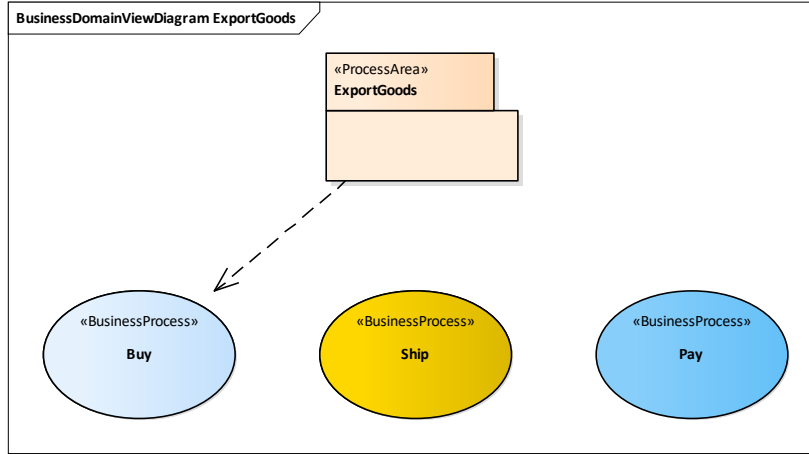 BusinessDomainViewDiagram ExportGoods
«ProcessArea»
ExportGoods
«BusinessProcess»
Buy
«BusinessProcess»
Ship
«BusinessProcess»
Pay